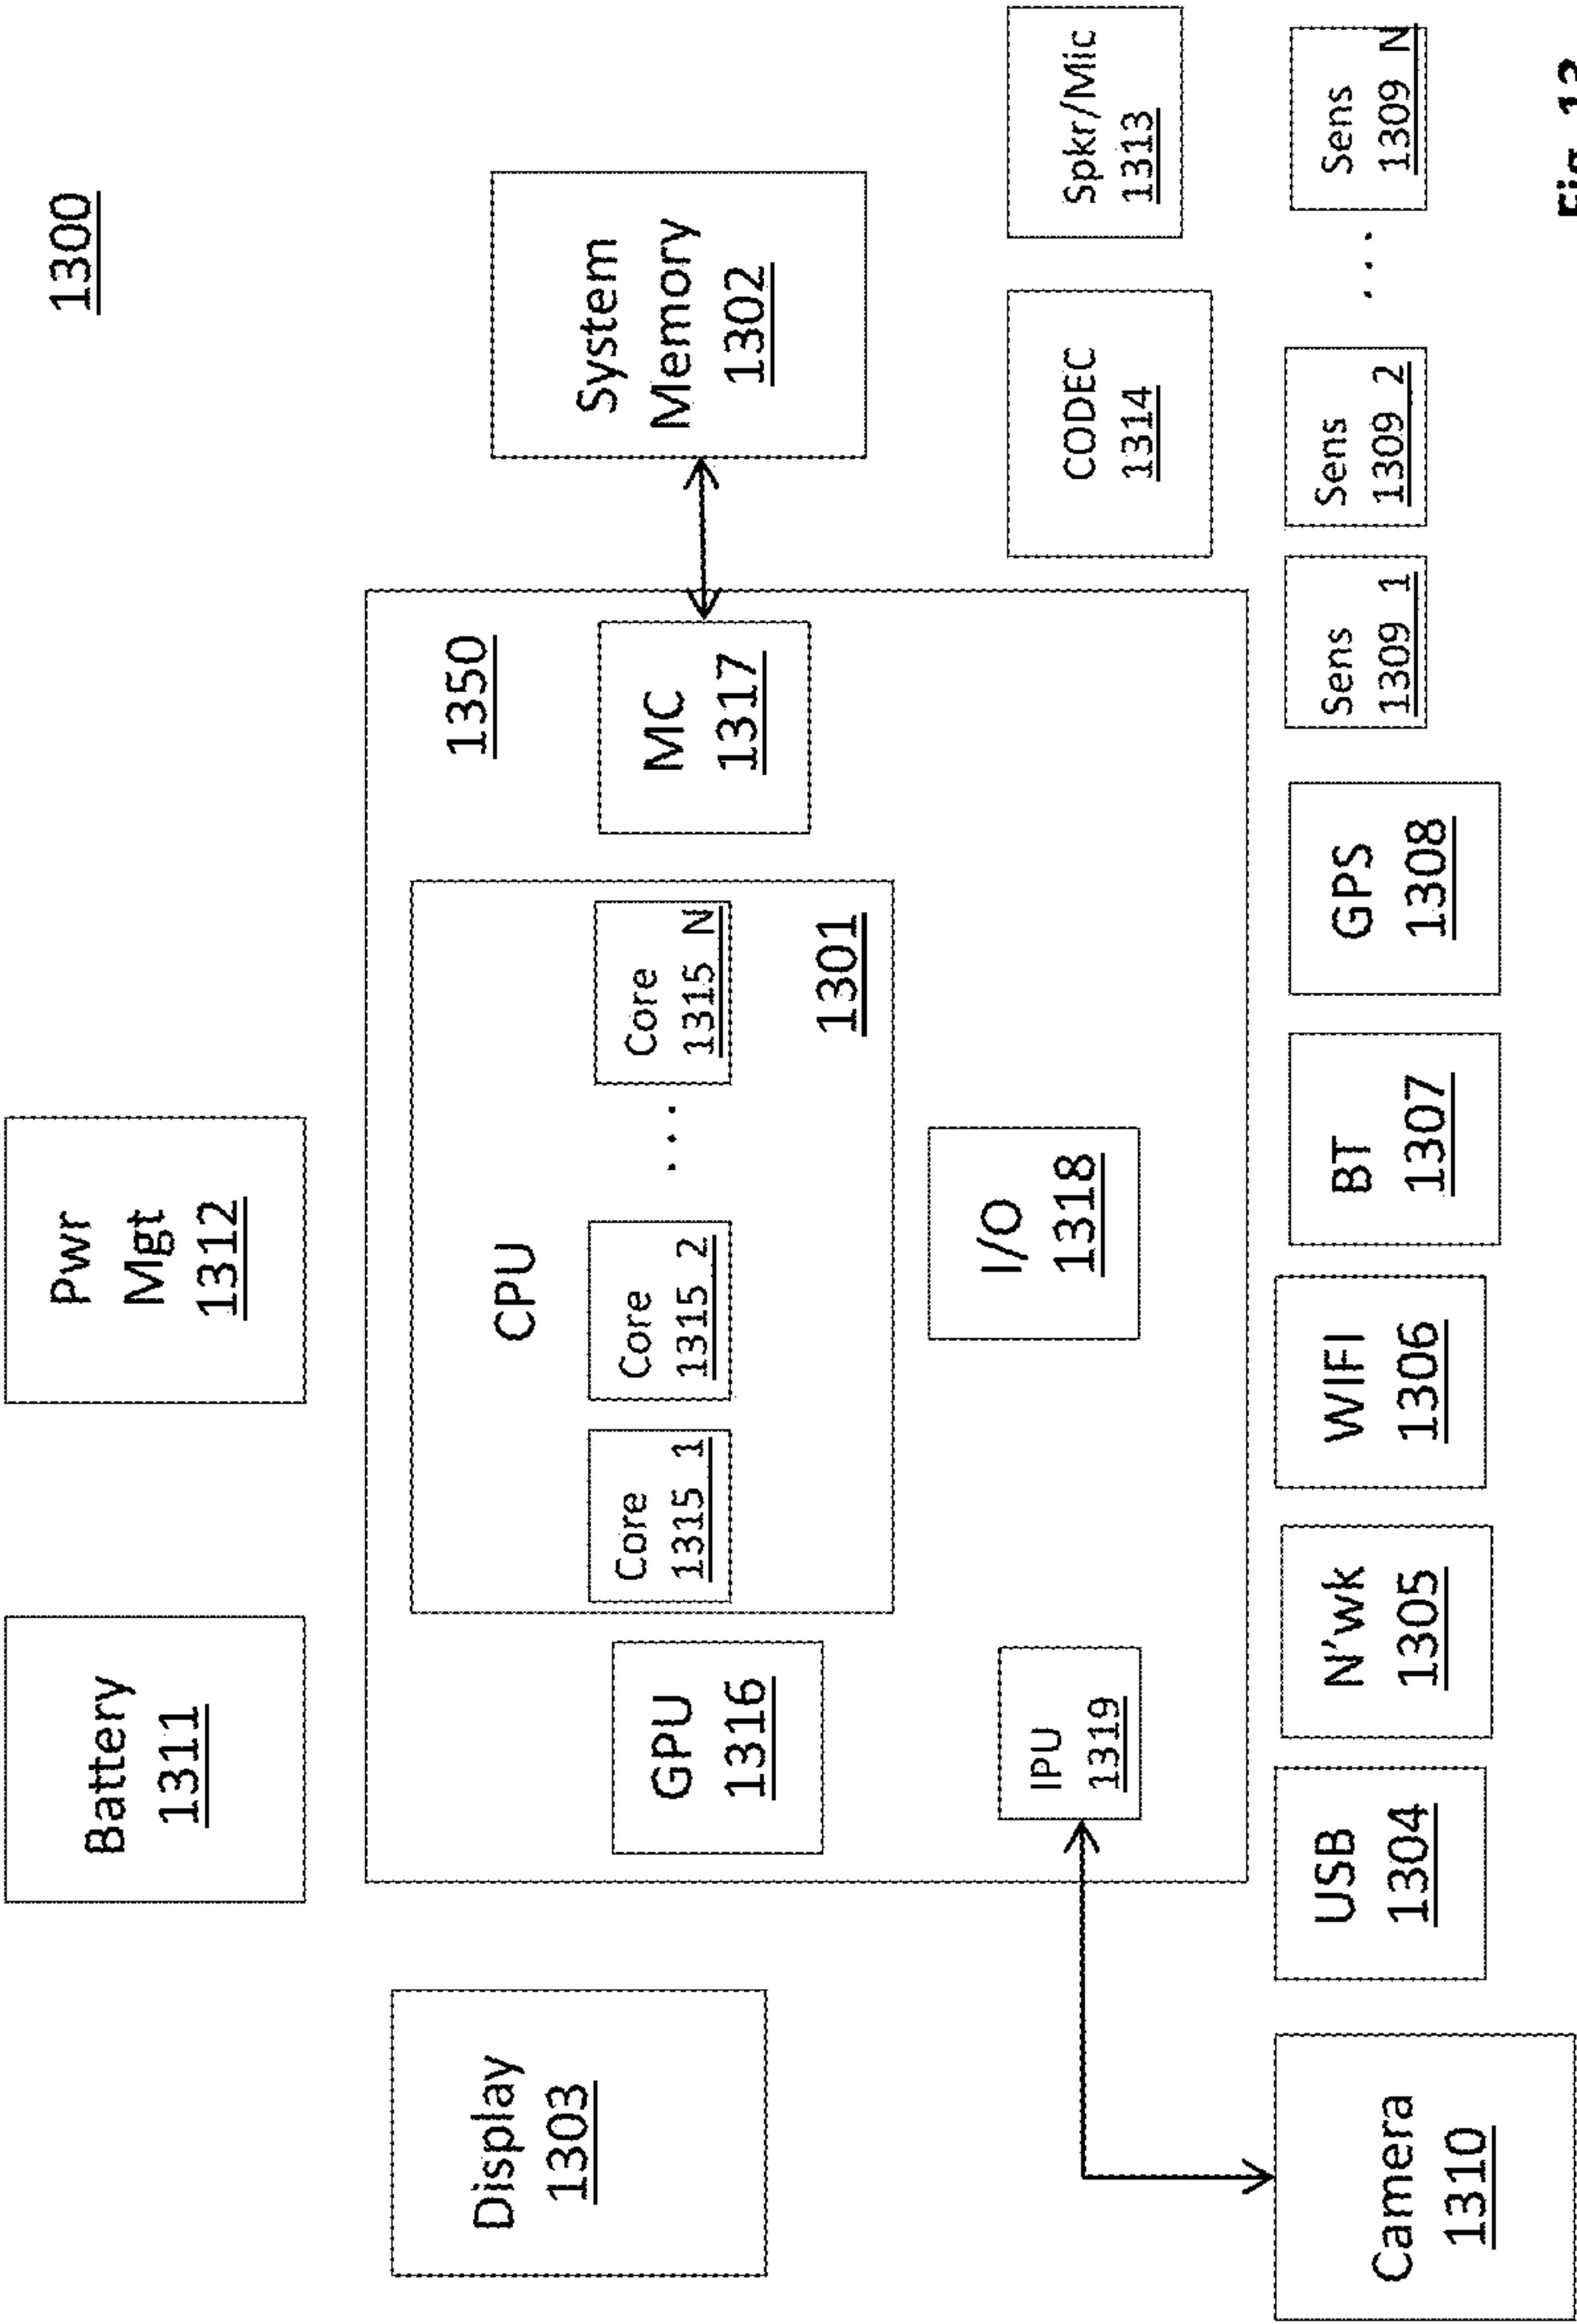 1300
Battery
1311
Pwr
Mgt
1312
Display
1303
1350
CPU
Core
1315_1
Core
1315_2
...
Core
1315_N
1301
GPU
1316
MC
1317
System
Memory
1302
I/O
1318
IPU
1319
CODEC
1314
Spkr/Mic
1313
Camera
1310
USB
1304
N'wk
1305
WIFI
1306
BT
1307
GPS
1308
Sens
1309_1
Sens
1309_2
...
Sens
1309_N
Fig. 13